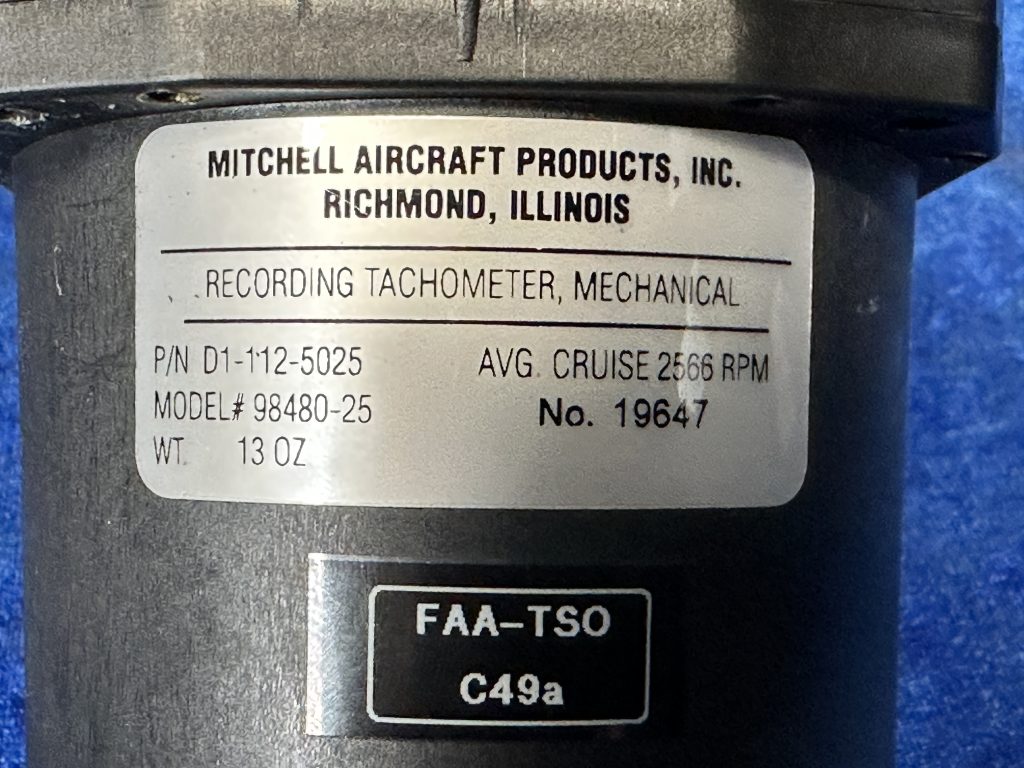 MITCHELL AIRCRAFT PRODUCTS, INC.
RICHMOND, ILLINOIS
RECORDING TACHOMETER, MECHANICAL
P/N D1-112-5025
AVG. CRUISE 2566 RPM
MODEL# 98480-25
No. 19647
WT. 13 OZ
FAA-TSO
C49a